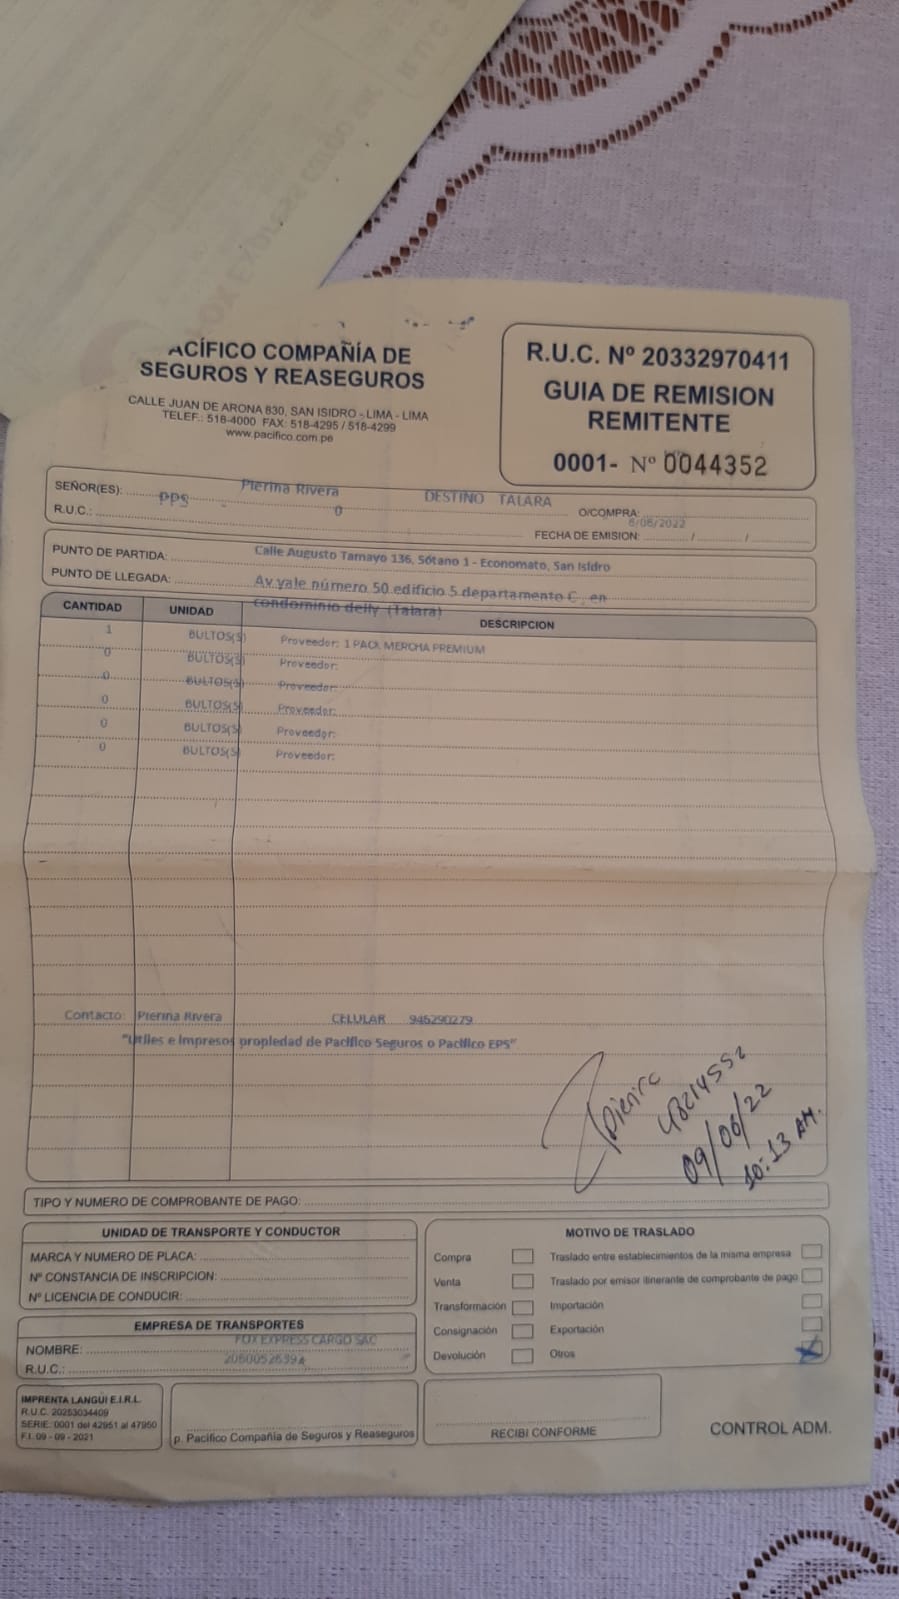 ACÍFICO COMPAÑÍA DE
SEGUROS Y REASEGUROS
CALLE JUAN DE ARONA 830, SAN ISIDRO - LIMA - LIMA
TELEF.: 518-4000 FAX: 518-4295 / 518-4299
www.pacifico.com.pe
R.U.C. Nº 20332970411
GUIA DE REMISION
REMITENTE
0001- Nº 0044352
SEÑOR(ES): PPS - Pierina Rivera DESTINO TALARA
O/COMPRA:
R.U.C.: 0
6/06/2022
FECHA DE EMISION: / /
PUNTO DE PARTIDA: Calle Augusto Tamayo 136, Sótano 1 - Economato, San Isidro
PUNTO DE LLEGADA: Av yale número 50 edificio 5 departamento C , en
condominio delly (Talara)
CANTIDAD UNIDAD DESCRIPCION
1 BULTOS(S) Proveedor: 1 PACK MERCHA PREMIUM
0 BULTOS(S) Proveedor:
0 BULTOS(S) Proveedor:
0 BULTOS(S) Proveedor:
0 BULTOS(S) Proveedor:
0 BULTOS(S) Proveedor:
Contacto: Pierina Rivera CELULAR 945290279
"Utiles e Impresos propiedad de Pacífico Seguros o Pacífico EPS"
48214552
09/06/22
10:13 AM.
TIPO Y NUMERO DE COMPROBANTE DE PAGO:
UNIDAD DE TRANSPORTE Y CONDUCTOR
MARCA Y NUMERO DE PLACA:
Nº CONSTANCIA DE INSCRIPCION:
Nº LICENCIA DE CONDUCIR:
EMPRESA DE TRANSPORTES
NOMBRE: FOX EXPRESS CARGO SAC
R.U.C.:
MOTIVO DE TRASLADO
Compra
Venta
Transformación
Consignación
Devolución
Traslado entre establecimientos de la misma empresa
Traslado por emisor itinerante de comprobante de pago
Importación
Exportación
Otros X
IMPRENTA LANGUI E.I.R.L.
R.U.C. 20253034409
SERIE: 0001 del 42951 al 47950
F.I. 09 - 09 - 2021
p. Pacifico Compañía de Seguros y Reaseguros
RECIBI CONFORME
CONTROL ADM.